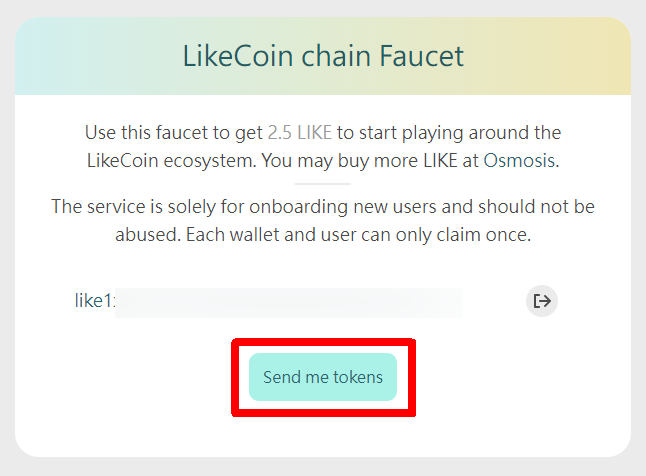 LikeCoin chain Faucet
Use this faucet to get 2.5 LIKE to start playing around the
LikeCoin ecosystem. You may buy more LIKE at Osmosis.
The service is solely for onboarding new users and should not be
abused. Each wallet and user can only claim once.
like1
Send me tokens